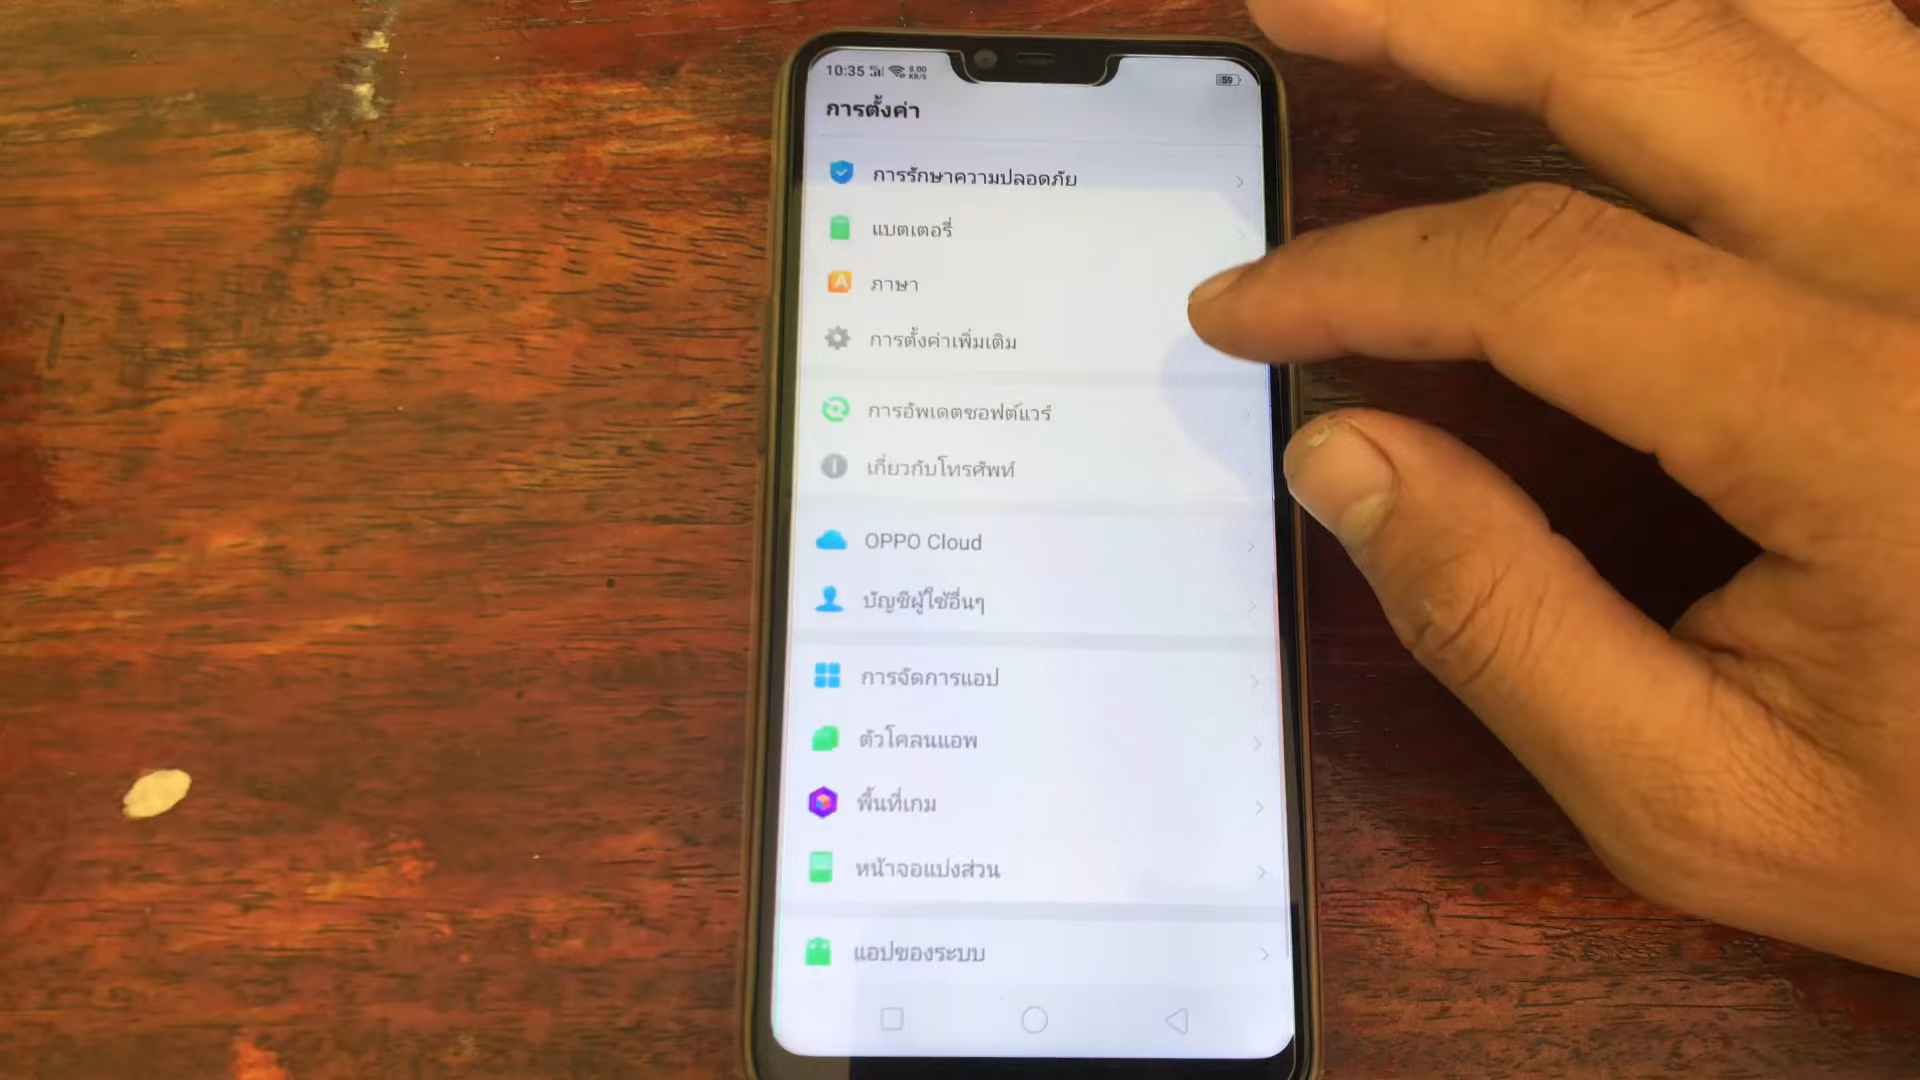 10:35 8.00 KB/S 59
การตั้งค่า
การรักษาความปลอดภัย
แบตเตอรี่
ภาษา
การตั้งค่าเพิ่มเติม
การอัพเดตซอฟต์แวร์
เกี่ยวกับโทรศัพท์
OPPO Cloud
บัญชีผู้ใช้อื่นๆ
การจัดการแอป
ตัวโคลนแอพ
พื้นที่เกม
หน้าจอแบ่งส่วน
แอปของระบบ